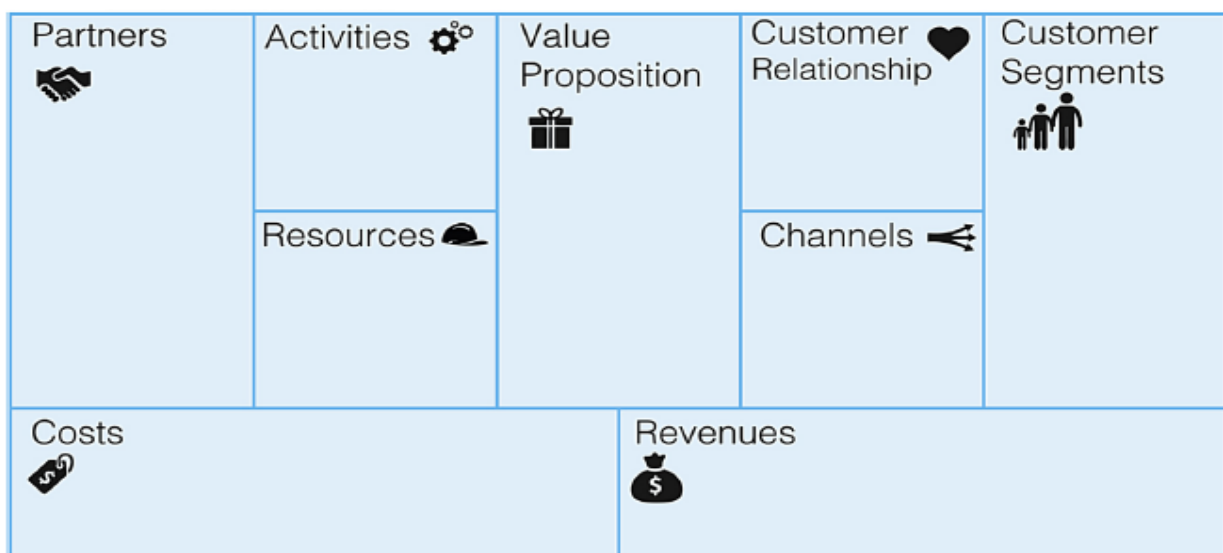 Partners
Activities
Value
Proposition
Customer
Relationship
Customer
Segments
Resources
Channels
Costs
$
Revenues
$